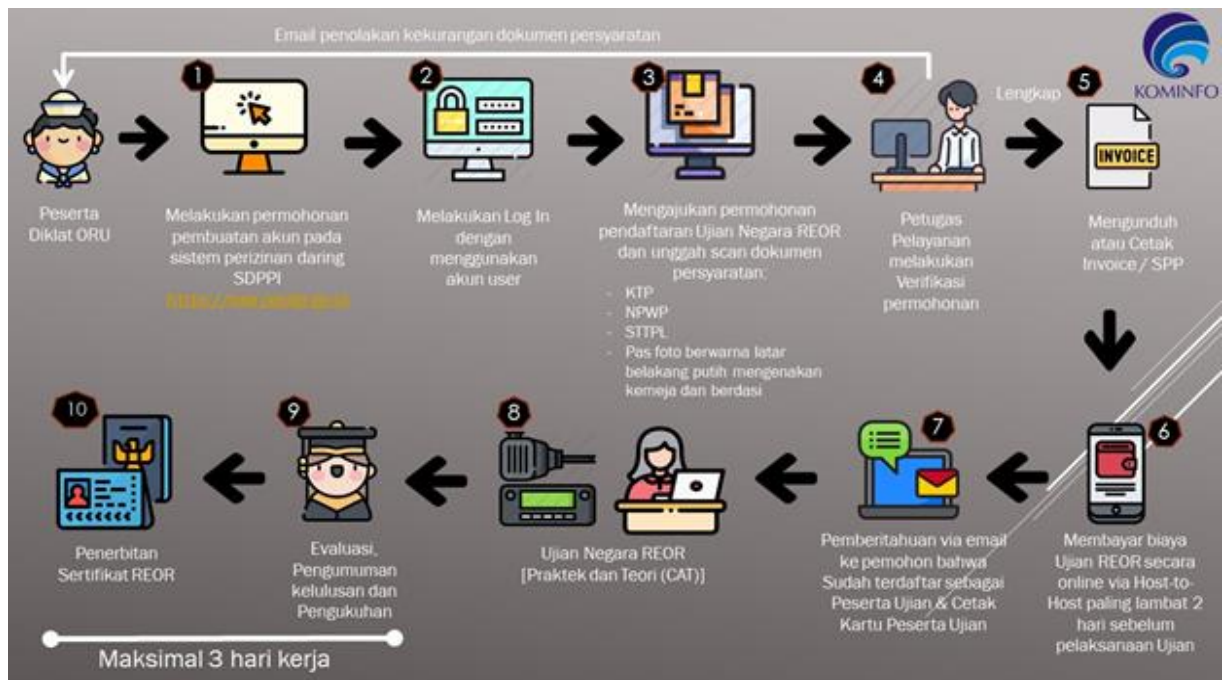 Email penolakan kekurangan dokumen persyaratan
KOMINFO
Peserta
Diklat ORU
1
Melakukan permohonan
pembuatan akun pada
sistem perizinan daring
SDPPI
2
Melakukan Log In
dengan
menggunakan
akun user
3
Mengajukan permohonan
pendaftaran Ujian Negara REOR
dan unggah scan dokumen
persyaratan:
- KTP
- NPWP
- STTPL
- Pas foto berwarna latar
belakang putih mengenakan
kemeja dan berdasi
4
Petugas
Pelayanan
melakukan
Verifikasi
permohonan
Lengkap
5
INVOICE
Mengunduh
atau Cetak
Invoice / SPP
6
Membayar biaya
Ujian REOR secara
online via Host-to-
Host paling lambat 2
hari sebelum
pelaksanaan Ujian
7
Pemberitahuan via email
ke pemohon bahwa
Sudah terdaftar sebagai
Peserta Ujian & Cetak
Kartu Peserta Ujian
8
Ujian Negara REOR
[Praktek dan Teori (CAT)]
9
Evaluasi,
Pengumuman
kelulusan dan
Pengukuhan
10
Penerbitan
Sertifikat REOR
Maksimal 3 hari kerja